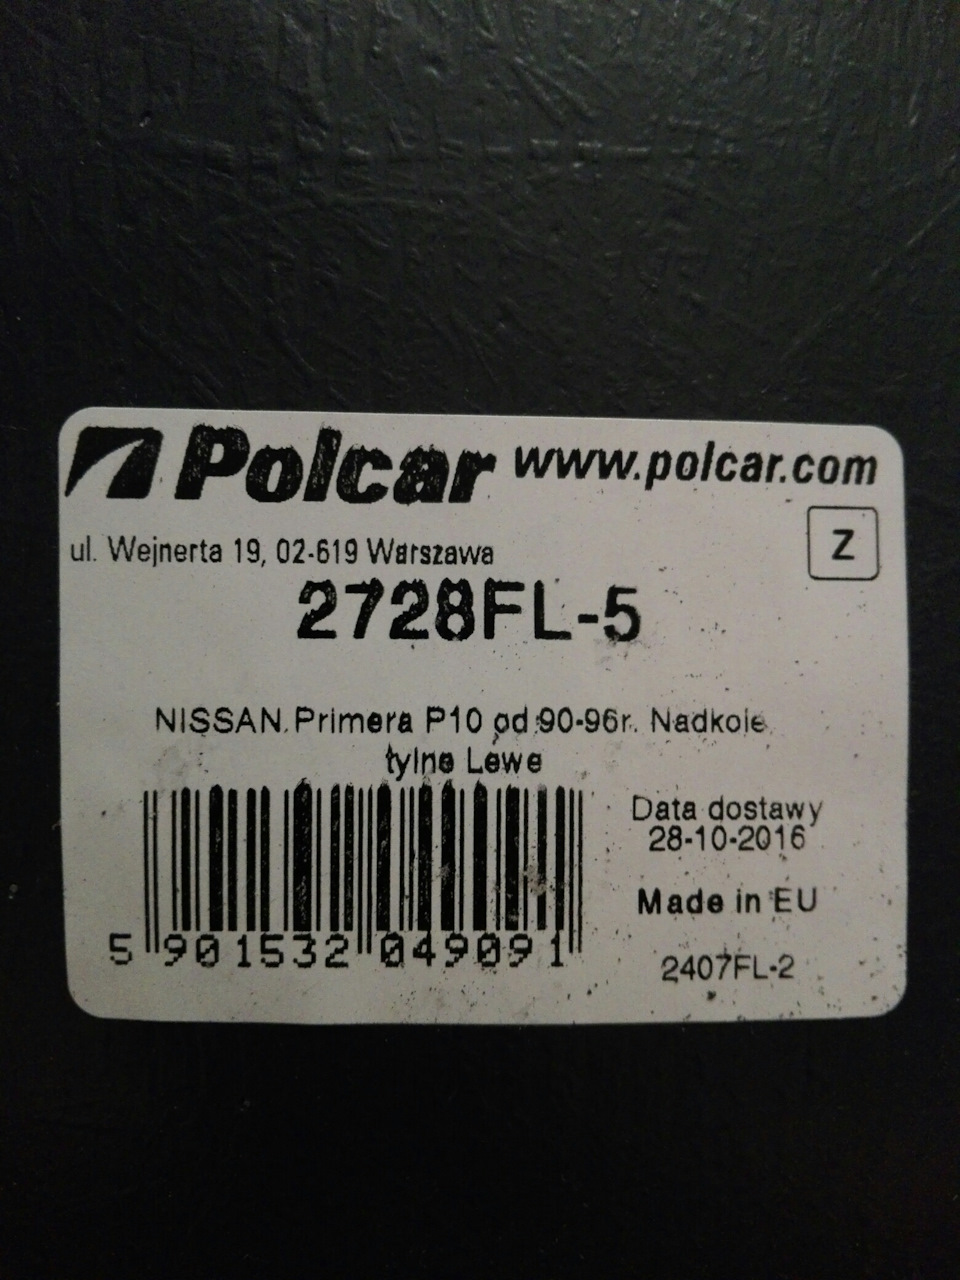 Polcar www.polcar.com
Z
ul. Wejnerta 19, 02-619 Warszawa
2728FL-5
NISSAN Primera P10 od 90-96r. Nadkole
tylne Lewe
Data dostawy
28-10-2016
Made in EU
2407FL-2
5 901532 049091